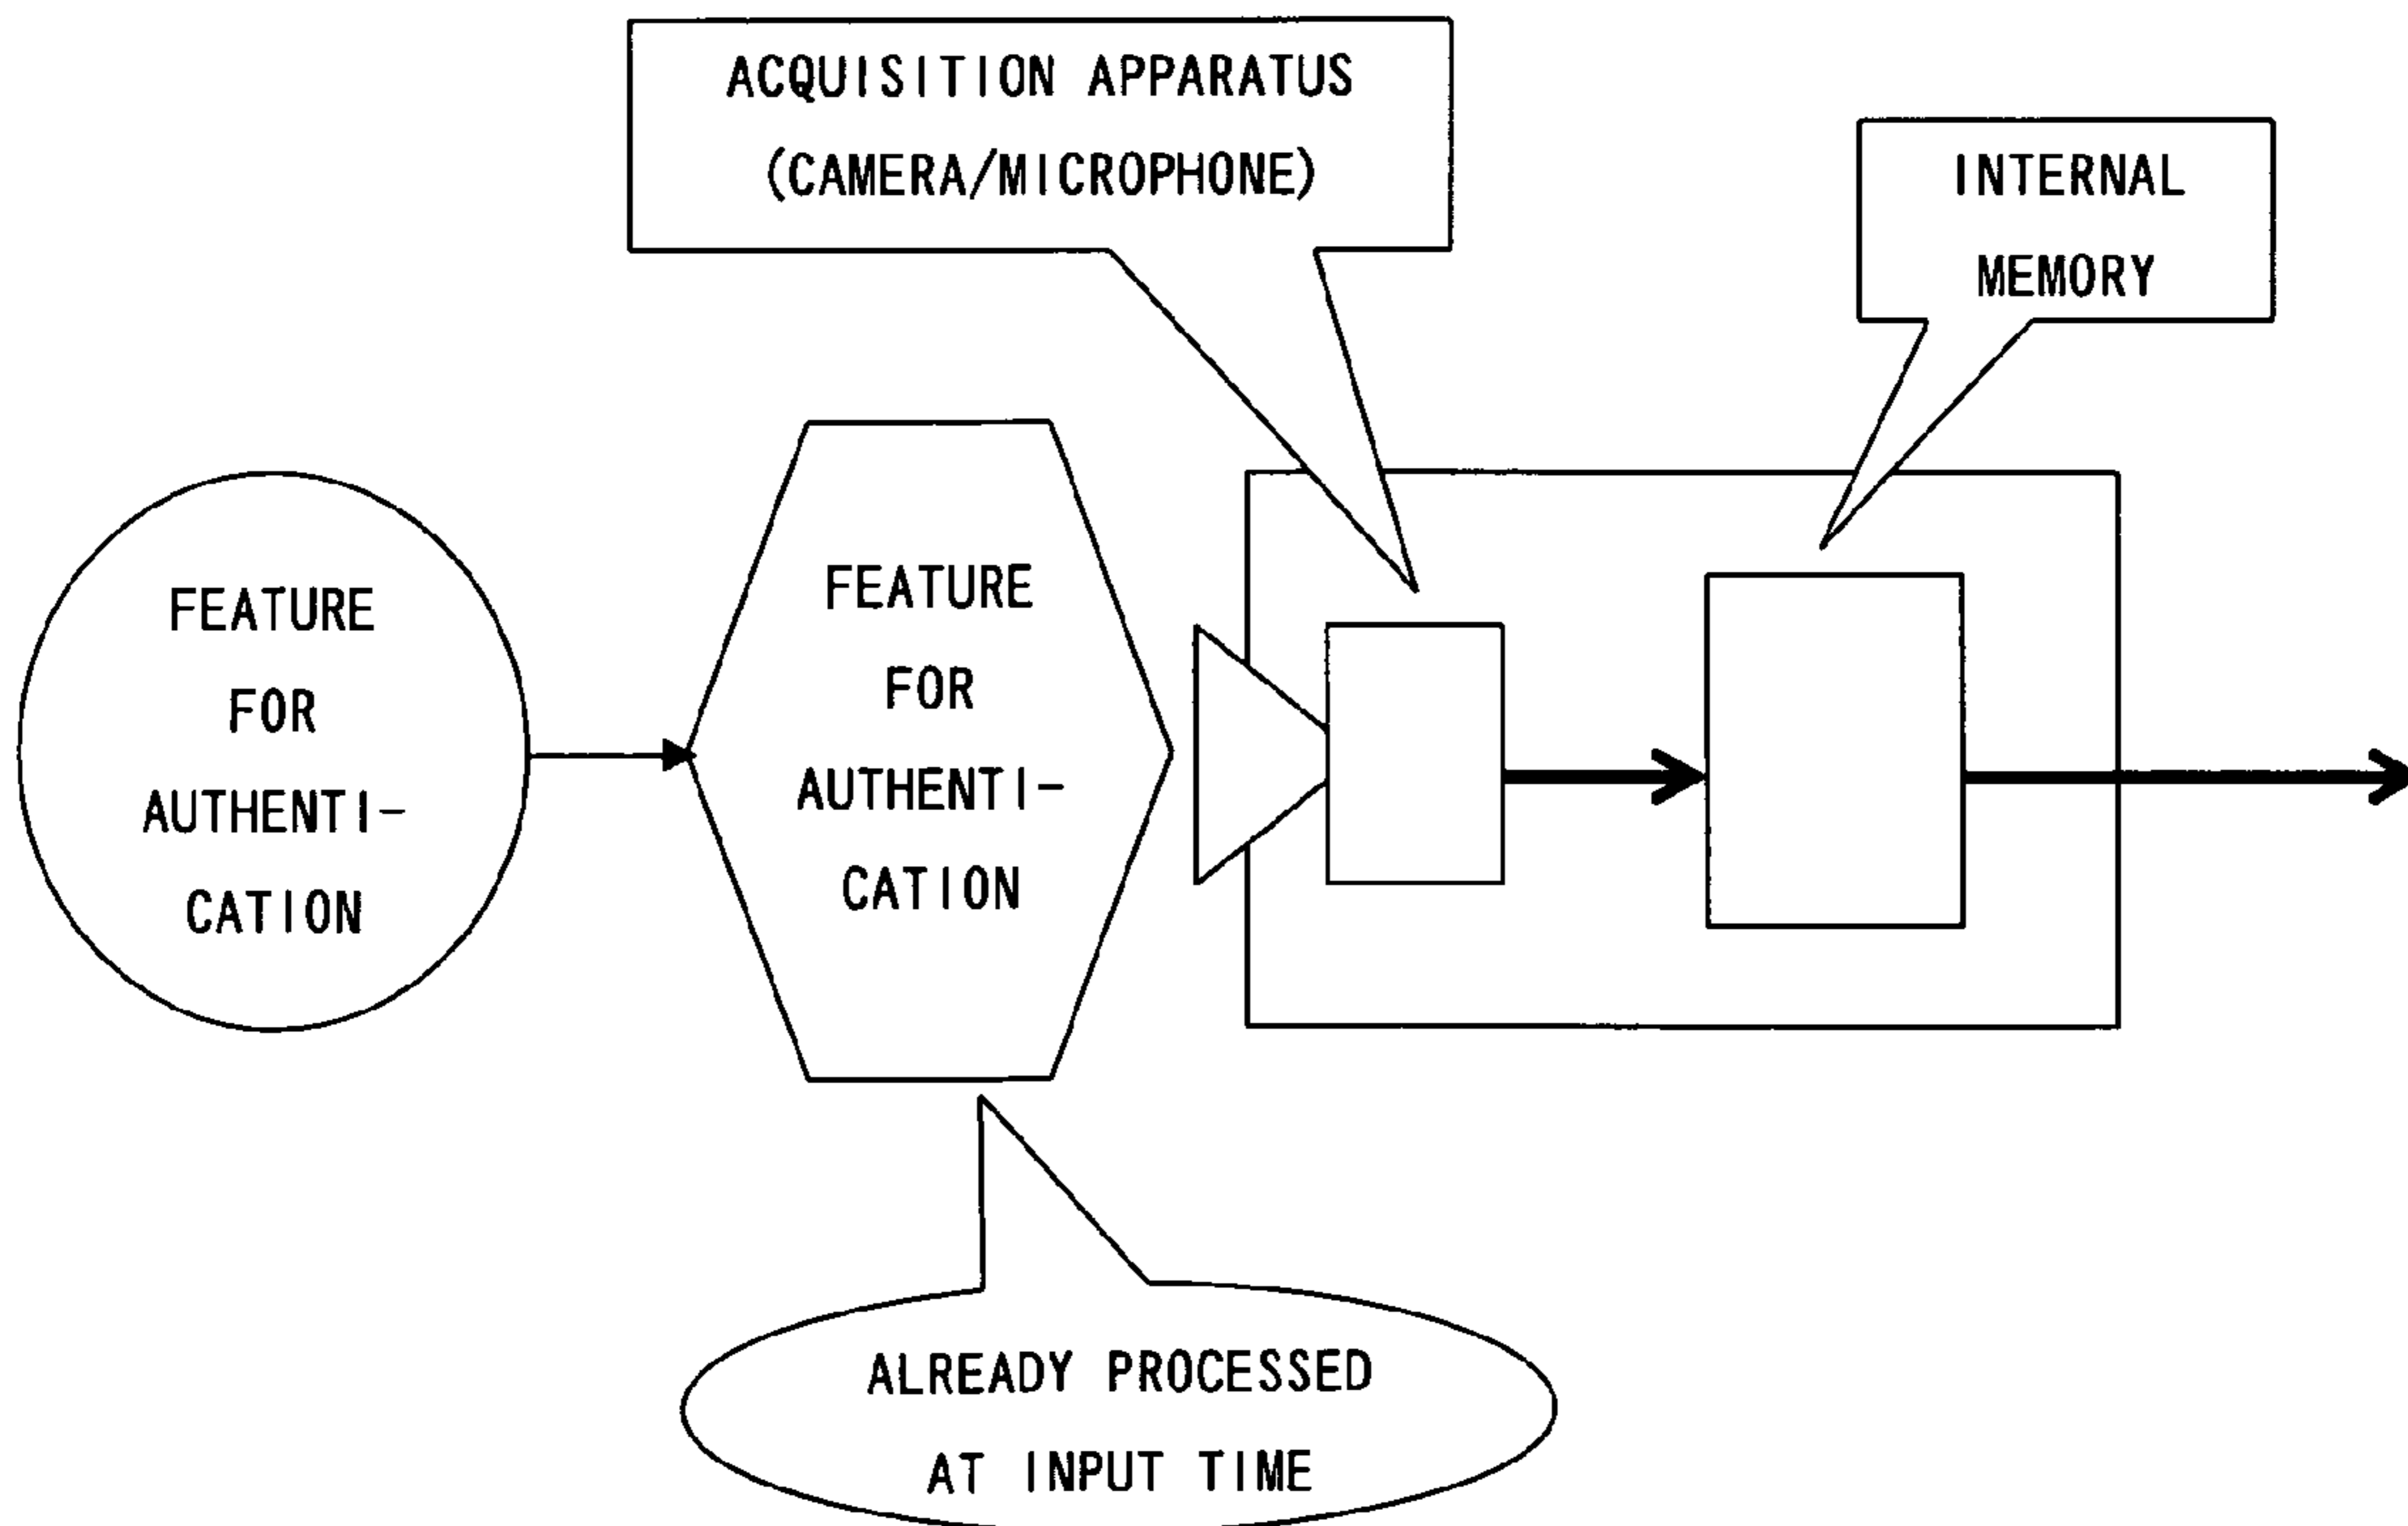 ACQUISITION APPARATUS
(CAMERA/MICROPHONE)
INTERNAL
MEMORY
FEATURE
FOR
AUTHENTI-
CATION
FEATURE
FOR
AUTHENTI-
CATION
ALREADY PROCESSED
AT INPUT TIME